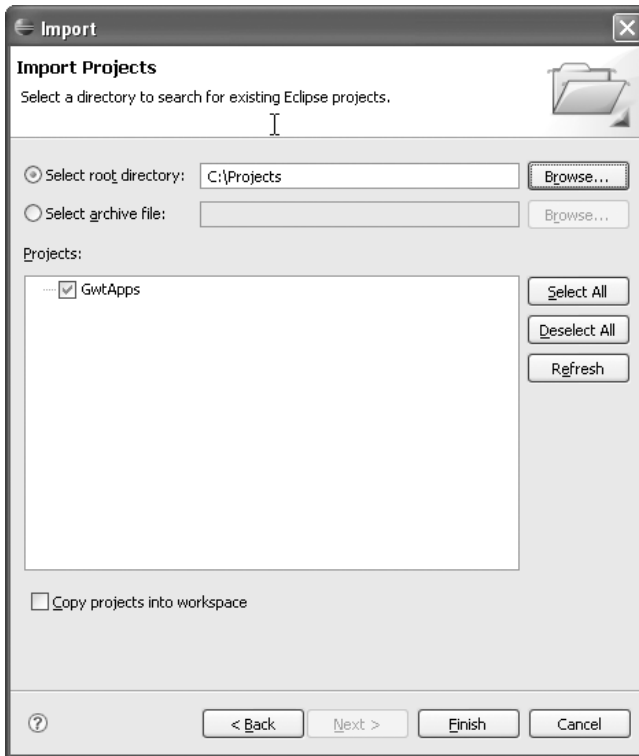 Import
Import Projects
Select a directory to search for existing Eclipse projects.
Select root directory: C:\Projects Browse...
Select archive file: Browse...
Projects:
GwtApps
Select All
Deselect All
Refresh
Copy projects into workspace
? < Back Next > Finish Cancel